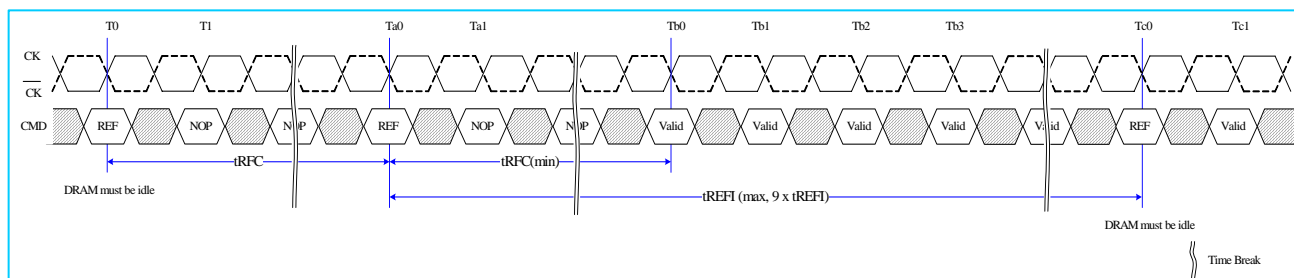 T0 T1 Ta0 Ta1 Tb0 Tb1 Tb2 Tb3 Tc0 Tc1
CK
CK
CMD REF NOP NOP REF NOP NOP Valid Valid Valid Valid Valid REF Valid
tRFC tRFC(min)
DRAM must be idle
tREFI (max, 9 x tREFI)
DRAM must be idle
Time Break